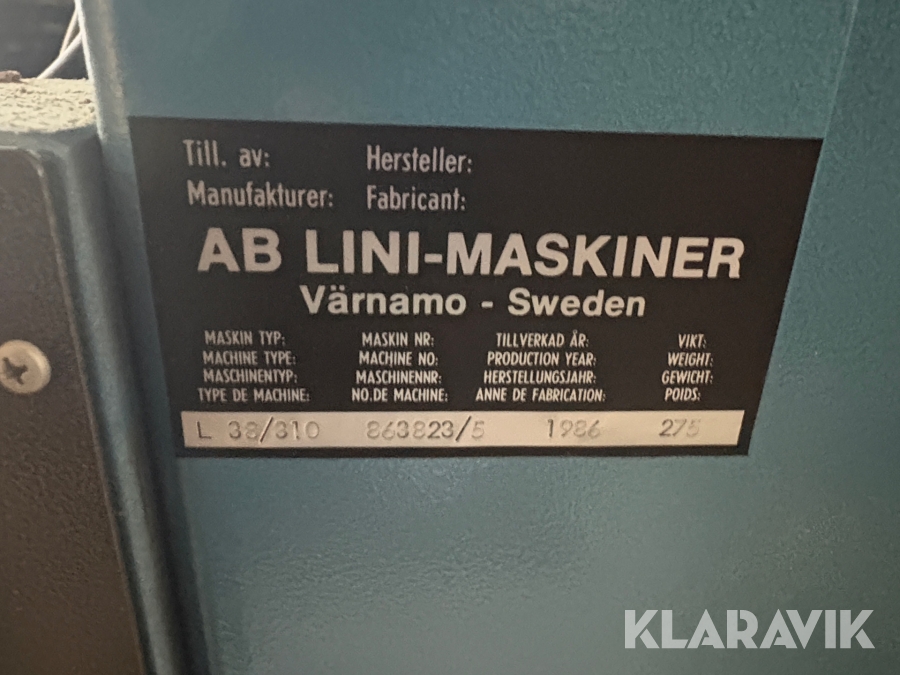 Till. av: Hersteller:
Manufakturer: Fabricant:
AB LINI-MASKINER
Värnamo - Sweden
MASKIN TYP: MASKIN NR: TILLVERKAD ÅR: VIKT:
MACHINE TYPE: MACHINE NO: PRODUCTION YEAR: WEIGHT:
MASCHINENTYP: MASCHINENNR: HERSTELLUNGSJAHR: GEWICHT:
TYPE DE MACHINE: NO.DE MACHINE: ANNE DE FABRICATION: POIDS:
L 38/310 863823/5 1986 275
KLARAVIK